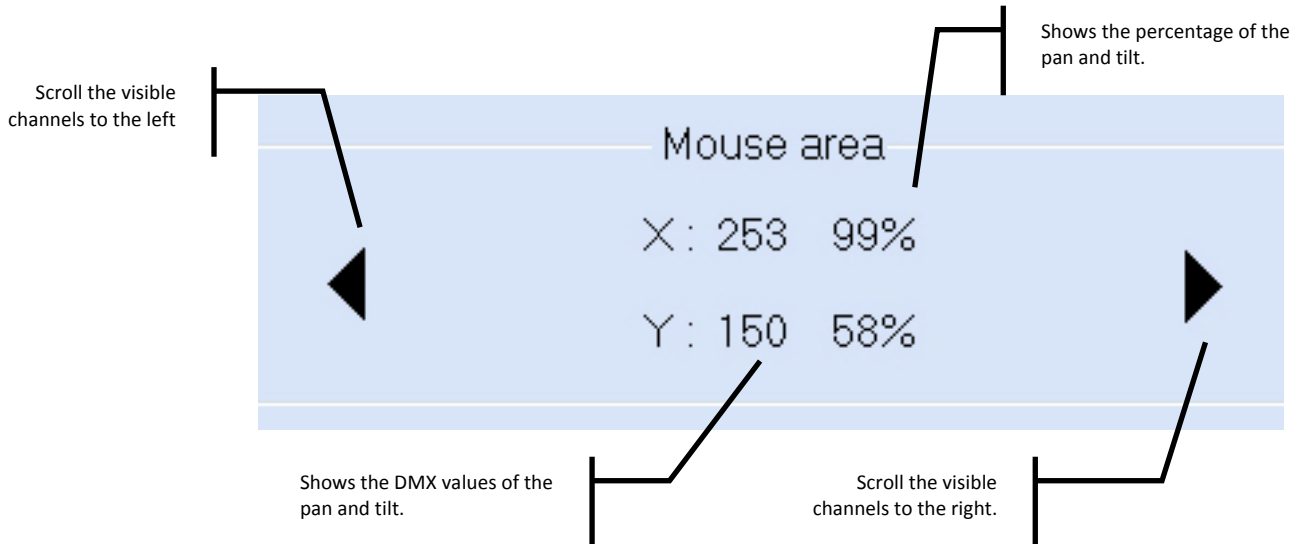 Shows the percentage of the
pan and tilt.
Scroll the visible
channels to the left
Mouse area
X: 253 99%
Y: 150 58%
Shows the DMX values of the
pan and tilt.
Scroll the visible
channels to the right.